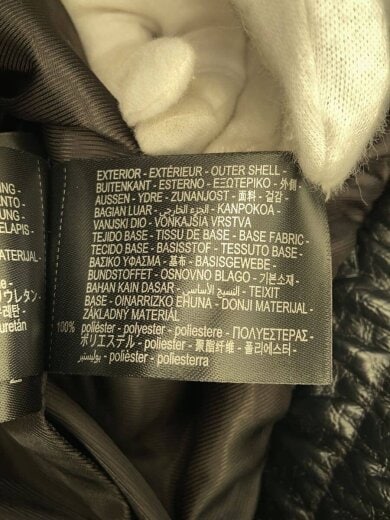 EXTERIOR - EXTÉRIEUR - OUTER SHELL -
BUITENKANT - ESTERNO - ΕΞΩΤΕΡΙΚΟ - 外側
AUSSEN - YDRE - ZUNANJOST - 面料 - 겉감 -
BAGIAN LUAR - الجزء الخارجي - KANPOKOA -
VANJSKI DIO - VONKAJŠIA VRSTVA
TEJIDO BASE - TISSU DE BASE - BASE FABRIC -
TECIDO BASE - BASISSTOF - TESSUTO BASE -
ΒΑΣΙΚΟ ΥΦΑΣΜΑ - 基布 - BASISGEWEBE -
BUNDSTOFFET - OSNOVNO BLAGO - 기본소재 -
BAHAN KAIN DASAR - النسيج الأساسي - TEIXIT
BASE - OINARRIZKO EHUNA - DONJI MATERIJAL -
ZÁKLADNÝ MATERIÁL
100% poliéster - polyester - poliestere - ΠΟΛΥΕΣΤΕΡΑΣ -
ポリエステル - poliester - 聚酯纤维 - 폴리에스터 -
بوليستير - polièster - poliesterra